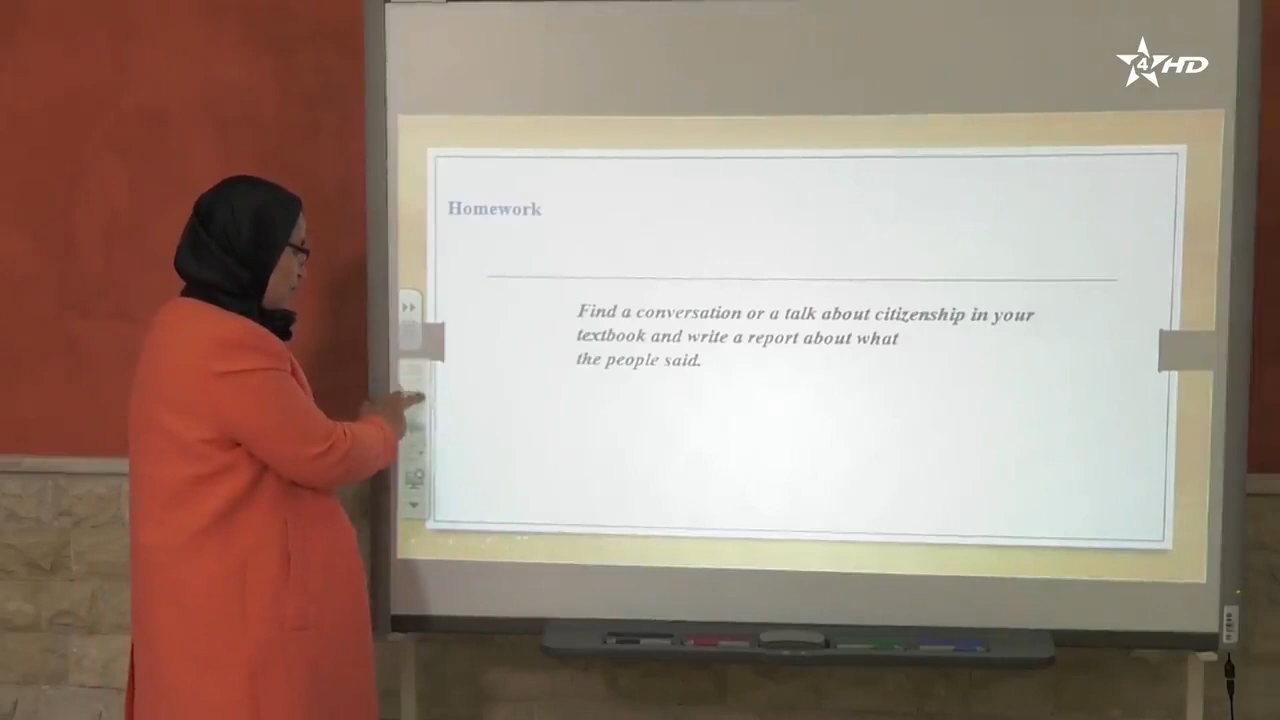 4 HD
Homework
Find a conversation or a talk about citizenship in your
textbook and write a report about what
the people said.